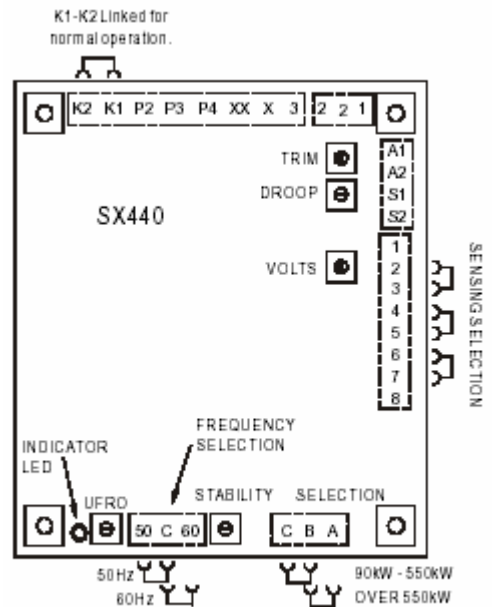 K1-K2 Linked for
normal operation.
K2 K1 P2 P3 P4 XX X 3 2 2 1
TRIM
DROOP
A1
A2
S1
S2
SX440
VOLTS
1
2
3
4
5
6
7
8
SENSING SELECTION
FREQUENCY
SELECTION
INDICATOR
LED
UFRO
STABILITY
SELECTION
50 C 60
C B A
50Hz
60Hz
90kW - 550kW
OVER 550kW